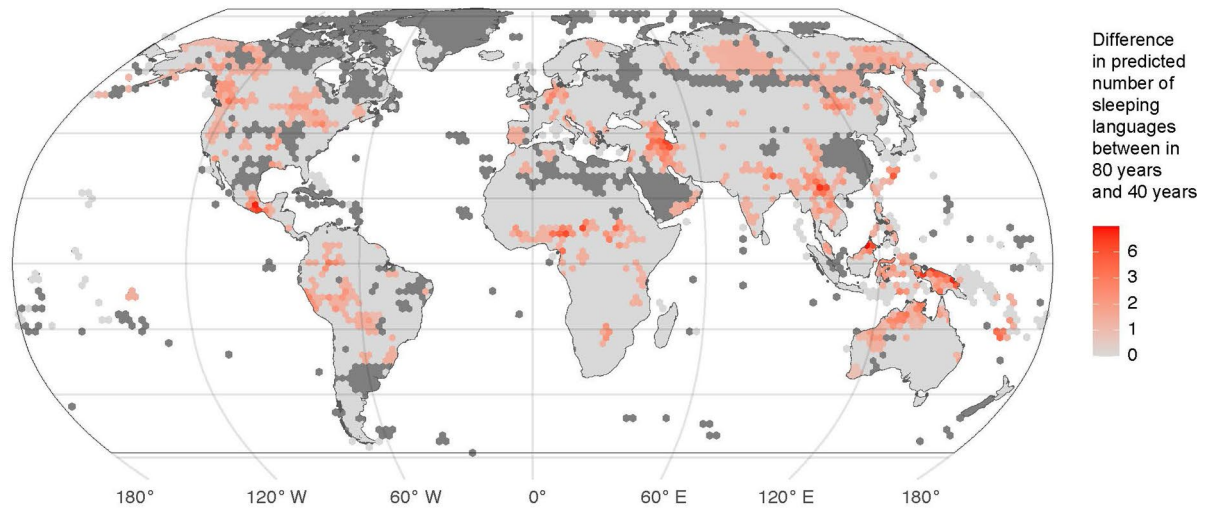 Difference
in predicted
number of
sleeping
languages
between in
80 years
and 40 years
6
3
2
1
0
180° 120° W 60° W 0° 60° E 120° E 180°